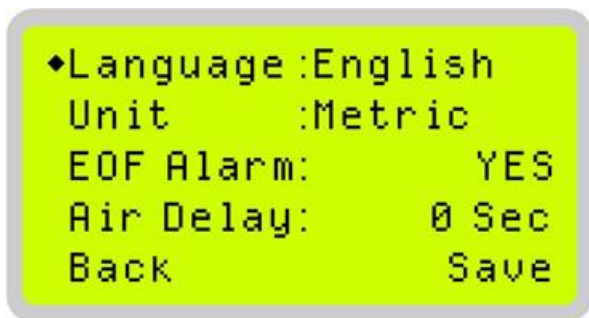 ◆Language:English
Unit :Metric
EOF Alarm: YES
Air Delay: 0 Sec
Back Save